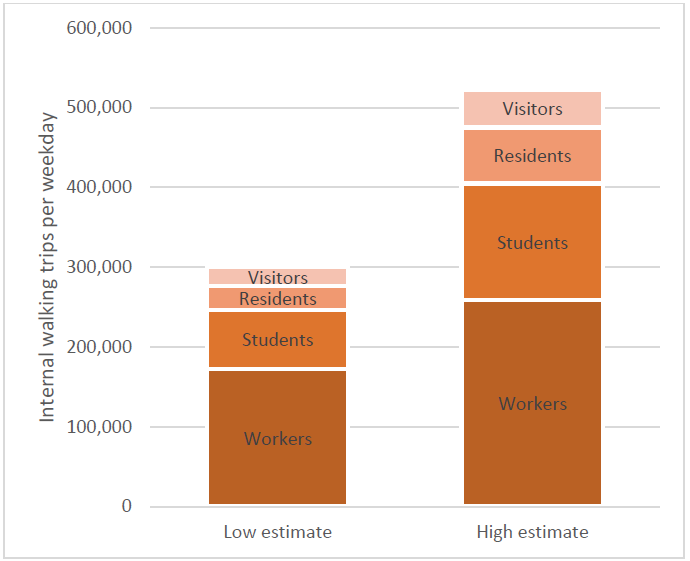 600,000
500,000
400,000
300,000
200,000
100,000
0
Internal walking trips per weekday
Visitors
Residents
Students
Workers
Visitors
Residents
Students
Workers
Low estimate
High estimate